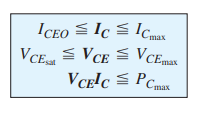 I_CEO ≦ I_C ≦ I_Cmax
V_CEsat ≦ V_CE ≦ V_CEmax
V_CE I_C ≦ P_Cmax